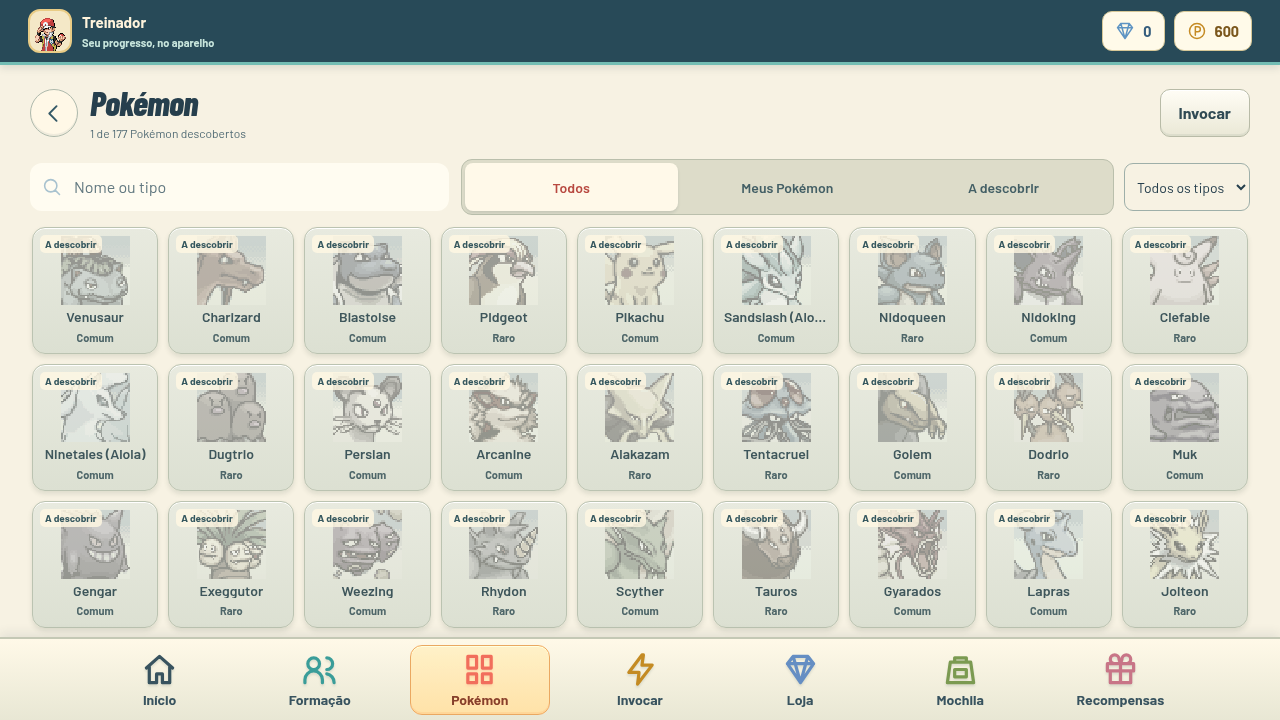 Treinador
Seu progresso, no aparelho
0
600
Pokémon
1 de 177 Pokémon descobertos
Invocar
Nome ou tipo
Todos
Meus Pokémon
A descobrir
Todos os tipos
A descobrir A descobrir A descobrir A descobrir A descobrir A descobrir A descobrir A descobrir A descobrir
Venusaur Charizard Blastoise Pidgeot Pikachu Sandslash (Alo... Nidoqueen Nidoking Clefable
Comum Comum Comum Raro Comum Comum Raro Comum Raro
A descobrir A descobrir A descobrir A descobrir A descobrir A descobrir A descobrir A descobrir A descobrir
Ninetales (Alola) Dugtrio Persian Arcanine Alakazam Tentacruel Golem Dodrio Muk
Comum Raro Comum Comum Raro Raro Comum Raro Comum
A descobrir A descobrir A descobrir A descobrir A descobrir A descobrir A descobrir A descobrir A descobrir
Gengar Exeggutor Weezing Rhydon Scyther Tauros Gyarados Lapras Jolteon
Comum Raro Comum Raro Comum Raro Comum Comum Raro
Início
Formação
Pokémon
Invocar
Loja
Mochila
Recompensas